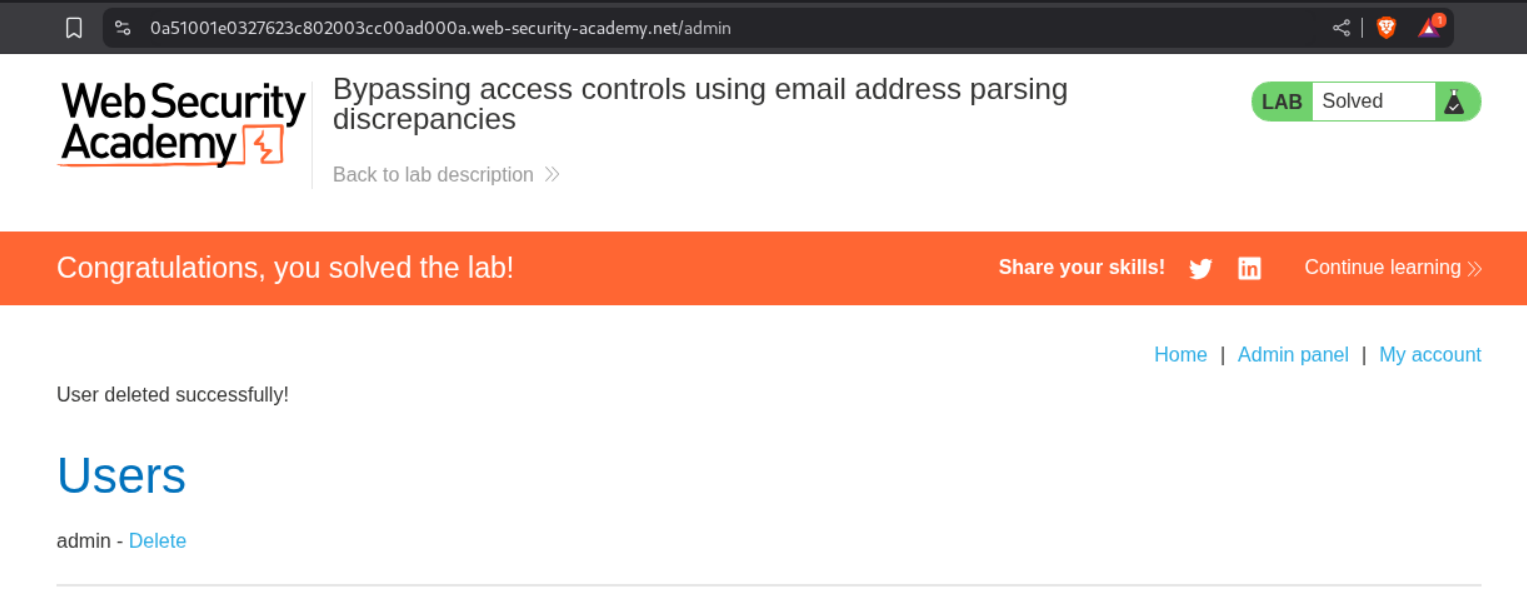 0a51001e0327623c802003cc00ad000a.web-security-academy.net/admin
1
Web Security
Academy
Bypassing access controls using email address parsing
discrepancies
Back to lab description
LAB Solved
Congratulations, you solved the lab!
Share your skills!
in
Continue learning
Home | Admin panel | My account
User deleted successfully!
Users
admin - Delete